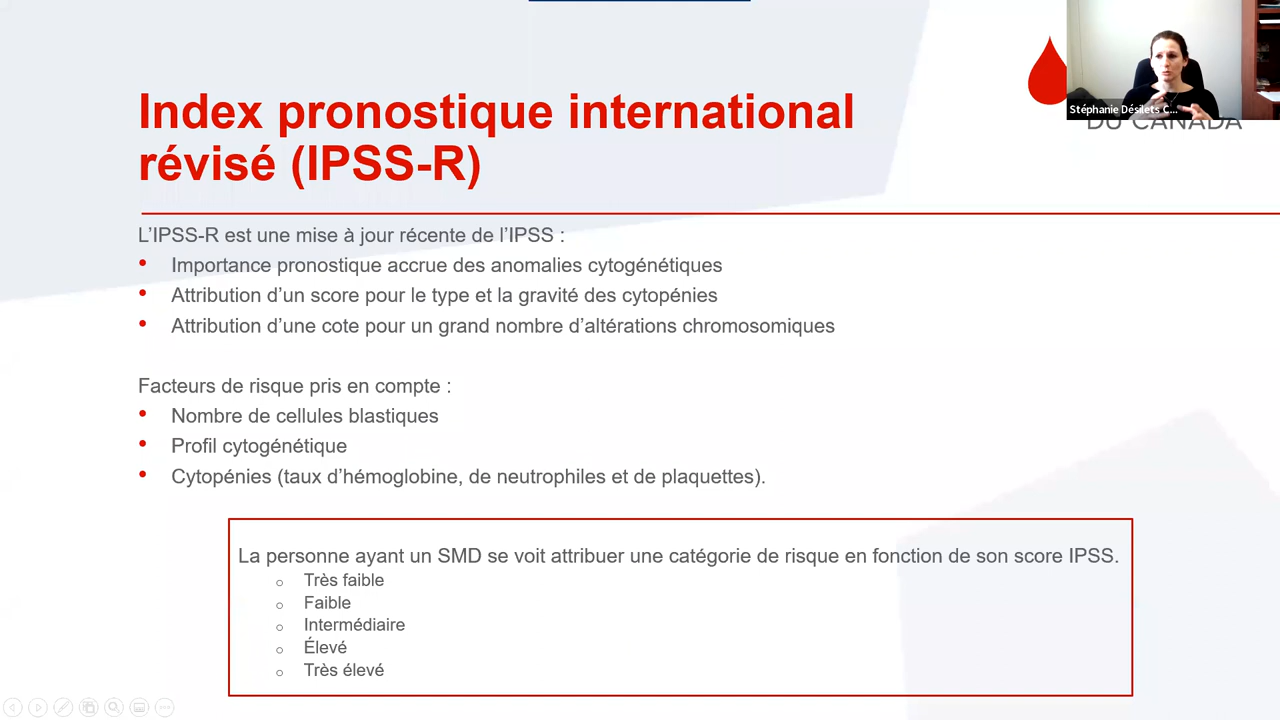 Index pronostique international
révisé (IPSS-R)
Stéphanie Désilets C...
DU CANADA
L'IPSS-R est une mise à jour récente de l'IPSS :
• Importance pronostique accrue des anomalies cytogénétiques
• Attribution d'un score pour le type et la gravité des cytopénies
• Attribution d'une cote pour un grand nombre d'altérations chromosomiques
Facteurs de risque pris en compte :
• Nombre de cellules blastiques
• Profil cytogénétique
• Cytopénies (taux d'hémoglobine, de neutrophiles et de plaquettes).
La personne ayant un SMD se voit attribuer une catégorie de risque en fonction de son score IPSS.
o Très faible
o Faible
o Intermédiaire
o Élevé
o Très élevé